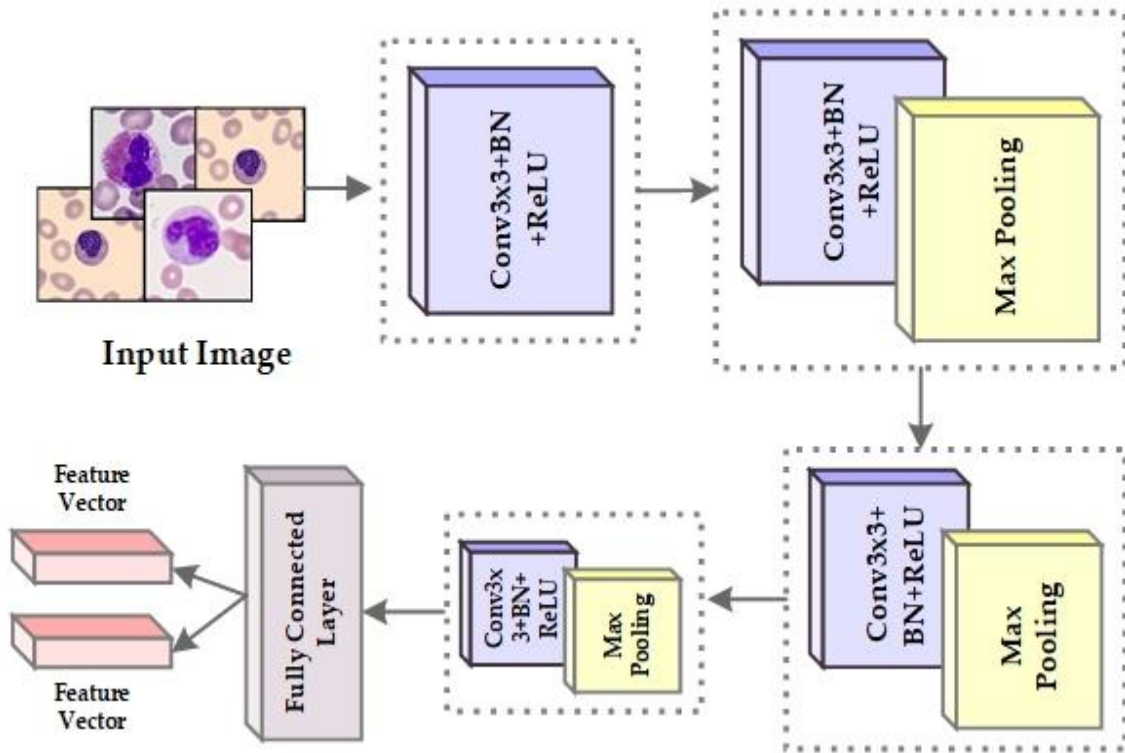 Input Image
Conv3x3+BN
+ReLU
Conv3x3+BN
+ReLU
Max Pooling
Conv3x3+
BN+ReLU
Max
Pooling
Conv3x
3+BN+
ReLU
Max
Pooling
Fully Connected
Layer
Feature
Vector
Feature
Vector